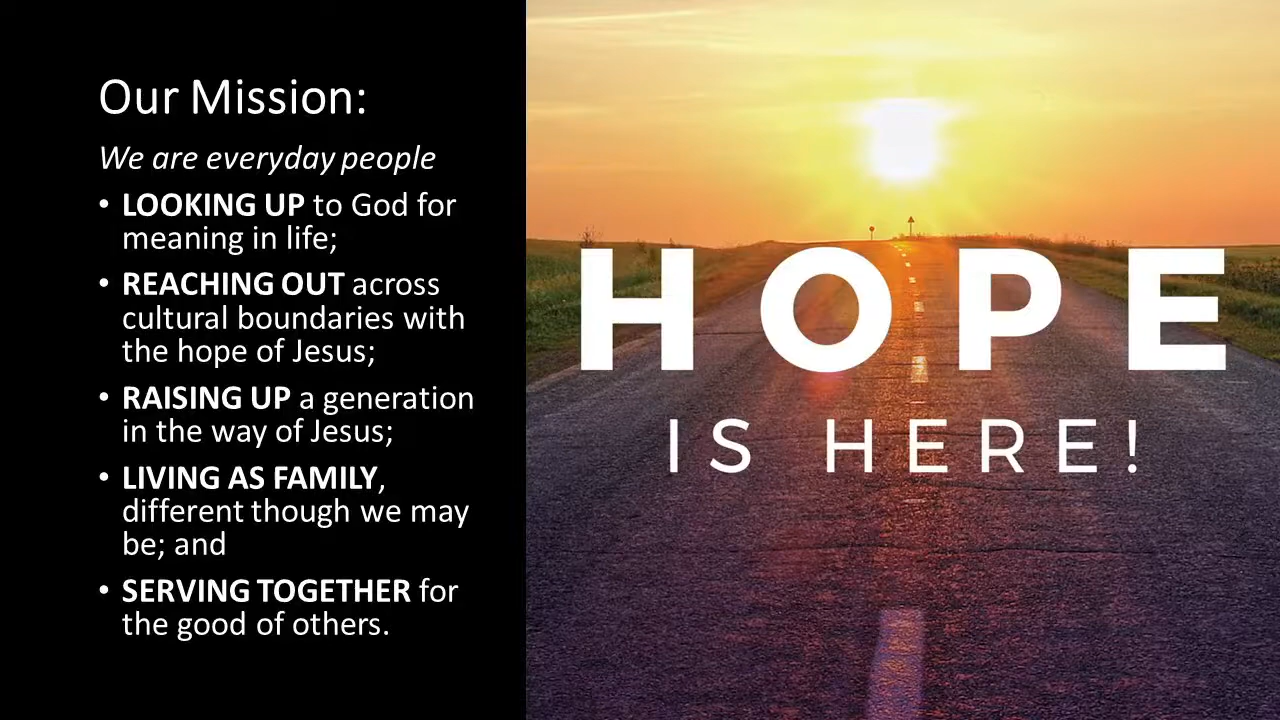 Our Mission:
We are everyday people
• LOOKING UP to God for
meaning in life;
• REACHING OUT across
cultural boundaries with
the hope of Jesus;
• RAISING UP a generation
in the way of Jesus;
• LIVING AS FAMILY,
different though we may
be; and
• SERVING TOGETHER for
the good of others.
HOPE
IS HERE!